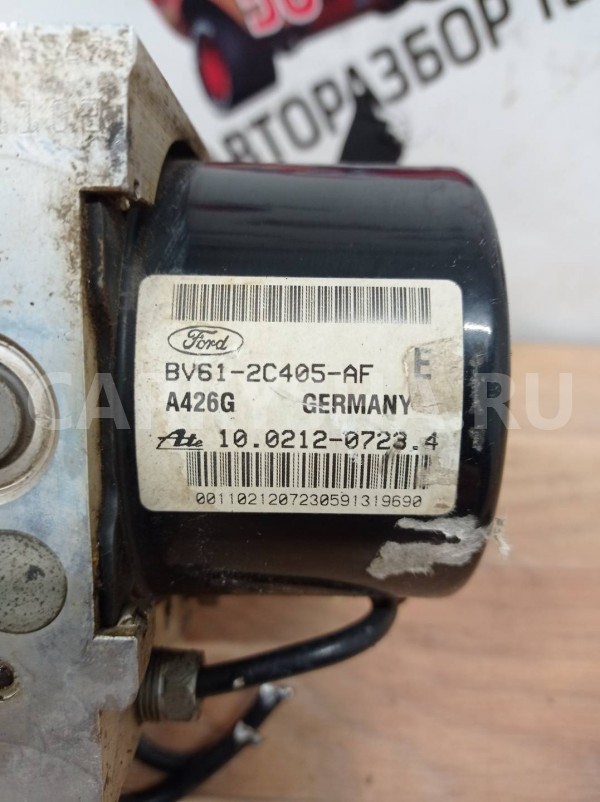 АВТОРАЗБОР
Ford
BV61-2C405-AF E
A426G GERMANY
Ate 10.0212-0723.4
0011021207230591319690